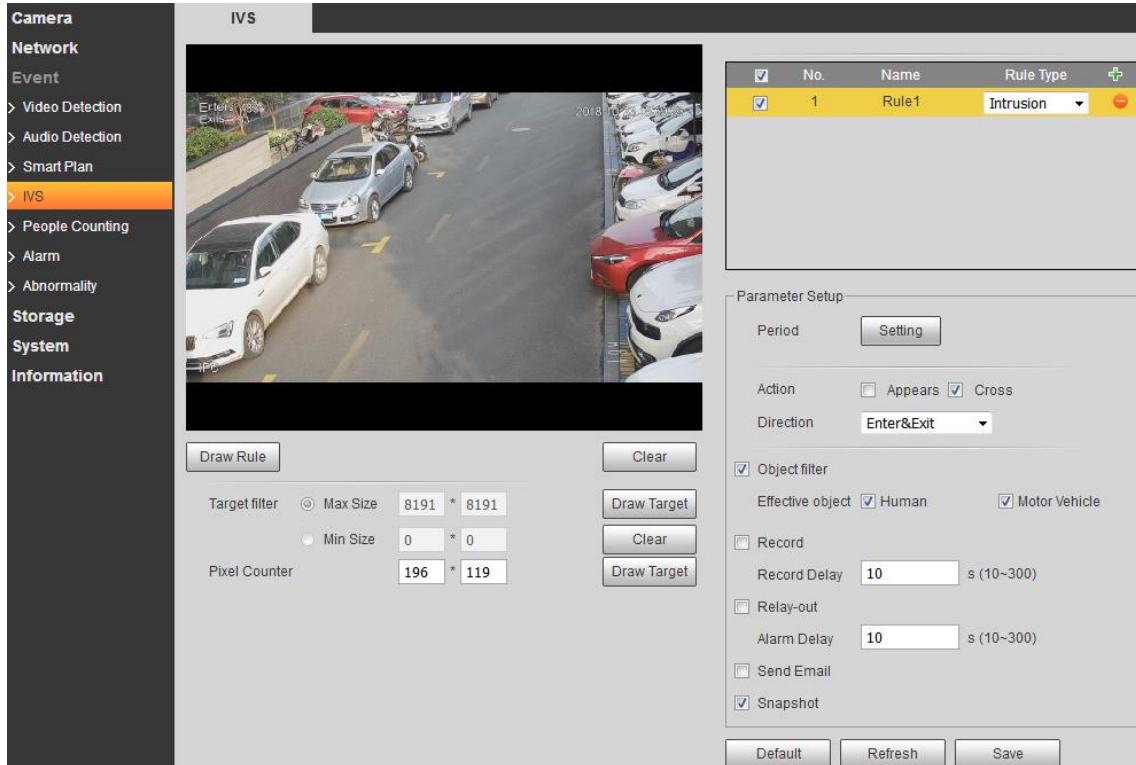 Camera
Network
Event
Video Detection
Audio Detection
Smart Plan
IVS
People Counting
Alarm
Abnormality
Storage
System
Information
IVS
IPC
Draw Rule
Clear
Target filter Max Size 8191 * 8191 Draw Target
Min Size 0 * 0 Clear
Pixel Counter 196 * 119 Draw Target
No. Name Rule Type
1 Rule1 Intrusion
Parameter Setup
Period Setting
Action Appears Cross
Direction Enter&Exit
Object filter
Effective object Human Motor Vehicle
Record
Record Delay 10 s (10~300)
Relay-out
Alarm Delay 10 s (10~300)
Send Email
Snapshot
Default Refresh Save